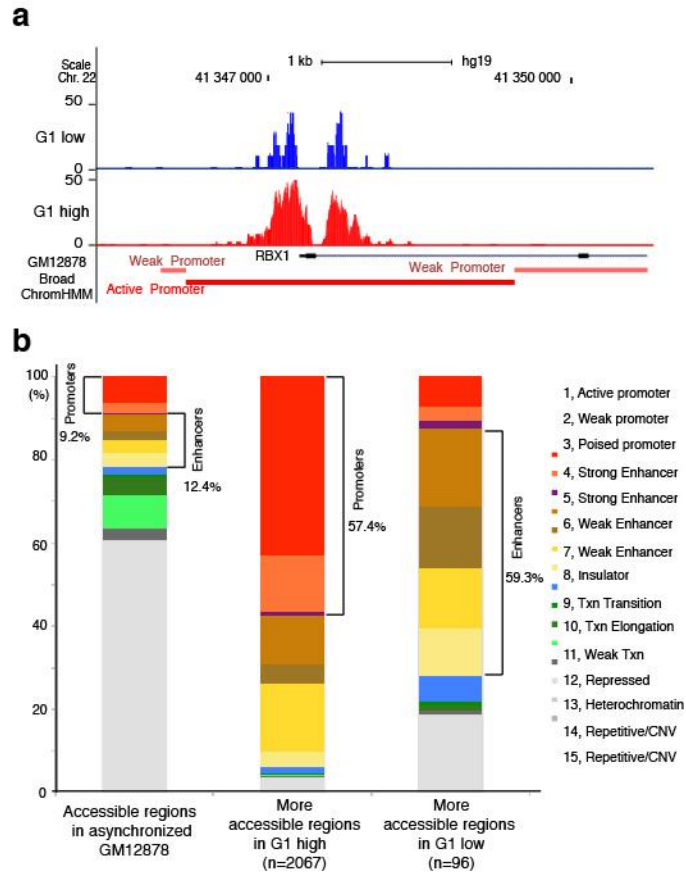 a
Scale
Chr. 22
1 kb
hg19
41 347 000
41 350 000
50
G1 low
0
50
G1 high
0
GM12878
Broad
ChromHMM
Weak Promoter
RBX1
Weak Promoter
Active Promoter
b
100
(%)
80
60
40
20
0
Promoters
9.2%
Enhancers
12.4%
Promoters
57.4%
Enhancers
59.3%
1, Active promoter
2, Weak promoter
3, Poised promoter
4, Strong Enhancer
5, Strong Enhancer
6, Weak Enhancer
7, Weak Enhancer
8, Insulator
9, Txn Transition
10, Txn Elongation
11, Weak Txn
12, Repressed
13, Heterochromatin
14, Repetitive/CNV
15, Repetitive/CNV
Accessible regions
in asynchronized
GM12878
More
accessible regions
in G1 high
(n=2067)
More
accessible regions
in G1 low
(n=96)